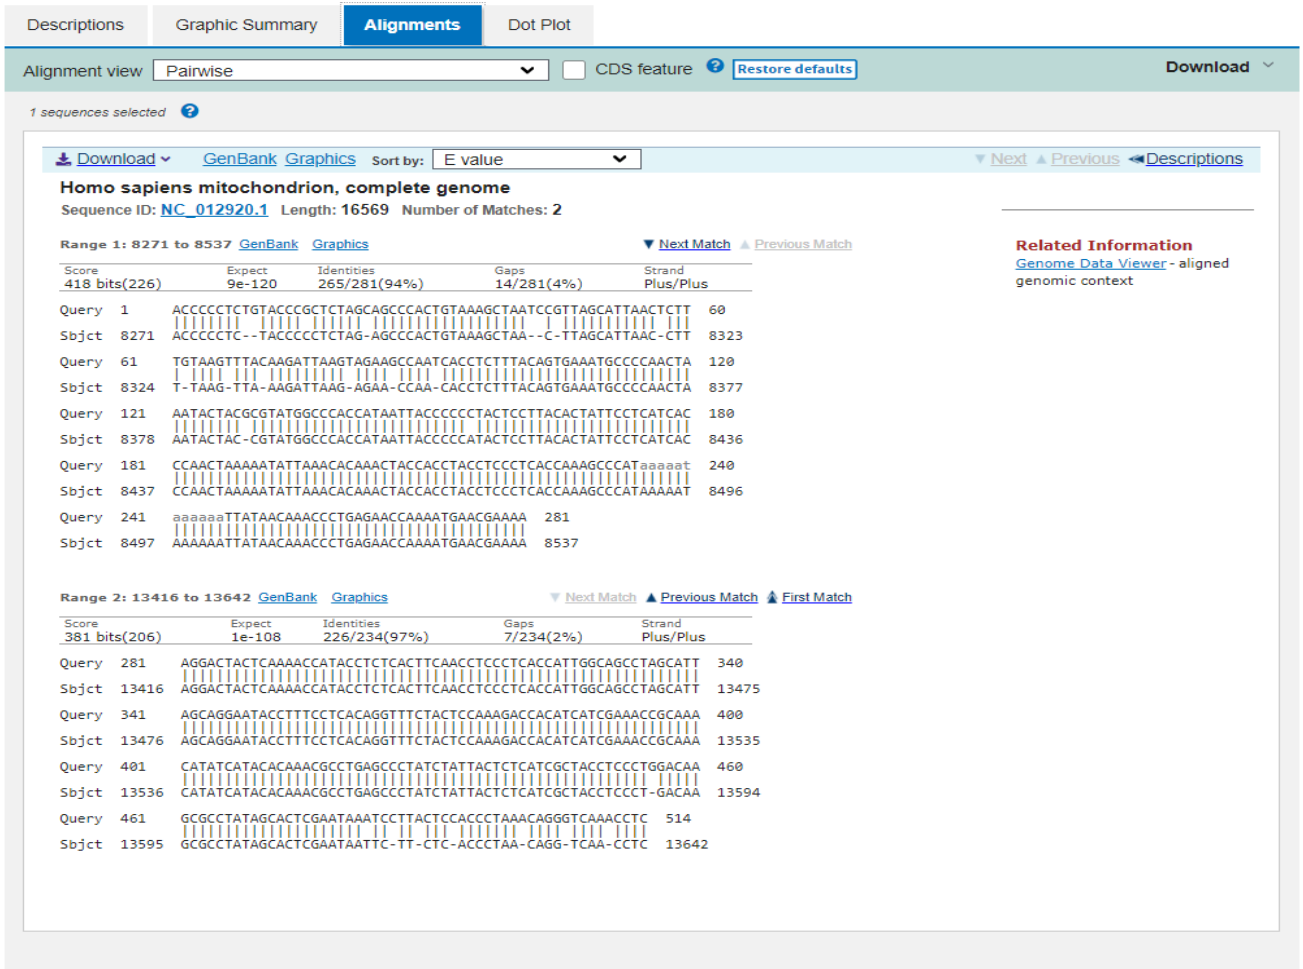 Descriptions Graphic Summary Alignments Dot Plot
Alignment view Pairwise CDS feature ? Restore defaults Download
1 sequences selected ?
Download GenBank Graphics Sort by: E value Next Previous Descriptions
Homo sapiens mitochondrion, complete genome
Sequence ID: NC_012920.1 Length: 16569 Number of Matches: 2
Range 1: 8271 to 8537 GenBank Graphics Next Match Previous Match
Related Information
Genome Data Viewer - aligned
genomic context
Score Expect Identities Gaps Strand
418 bits(226) 9e-120 265/281(94%) 14/281(4%) Plus/Plus
Query 1 ACCCCCTCTGTACCCGCTCTAGCAGCCCACTGTAAAGCTAATCCGTTAGCATTAACTCTT 60
Sbjct 8271 ACCCCCTC--TACCCCCTCTAG-AGCCCACTGTAAAGCTAA--C-TTAGCATTAAC-CTT 8323
Query 61 TGTAAGTTTACAAGATTAAGTAGAAGCCAATCACCTCTTTACAGTGAAATGCCCCAACTA 120
Sbjct 8324 T-TAAG-TTA-AAGATTAAG-AGAA-CCAA-CACCTCTTTACAGTGAAATGCCCCAACTA 8377
Query 121 AATACTACGCGTATGGCCCACCATAATTACCCCCCTACTCCTTACACTATTCCTCATCAC 180
Sbjct 8378 AATACTAC-CGTATGGCCCACCATAATTACCCCCATACTCCTTACACTATTCCTCATCAC 8436
Query 181 CCAACTAAAAATATTAAACACAAACTACCACCTACCTCCCTCACCAAAGCCCATaaaaat 240
Sbjct 8437 CCAACTAAAAATATTAAACACAAACTACCACCTACCTCCCTCACCAAAGCCCATAAAAAT 8496
Query 241 aaaaaaTTATAACAAACCCTGAGAACCAAAATGAACGAAAA 281
Sbjct 8497 AAAAAATTATAACAAACCCTGAGAACCAAAATGAACGAAAA 8537
Range 2: 13416 to 13642 GenBank Graphics Next Match Previous Match First Match
Score Expect Identities Gaps Strand
381 bits(206) 1e-108 226/234(97%) 7/234(2%) Plus/Plus
Query 281 AGGACTACTCAAAACCATACCTCTCACTTCAACCTCCCTCACCATTGGCAGCCTAGCATT 340
Sbjct 13416 AGGACTACTCAAAACCATACCTCTCACTTCAACCTCCCTCACCATTGGCAGCCTAGCATT 13475
Query 341 AGCAGGAATACCTTTCCTCACAGGTTTCTACTCCAAAGACCACATCATCGAAACCGCAAA 400
Sbjct 13476 AGCAGGAATACCTTTCCTCACAGGTTTCTACTCCAAAGACCACATCATCGAAACCGCAAA 13535
Query 401 CATATCATACACAAACGCCTGAGCCCTATCTATTACTCTCATCGCTACCTCCCTGGACAA 460
Sbjct 13536 CATATCATACACAAACGCCTGAGCCCTATCTATTACTCTCATCGCTACCTCCCT-GACAA 13594
Query 461 GCGCCTATAGCACTCGAATAAATCCTTACTCCACCCTAAACAGGGTCAAACCTC 514
Sbjct 13595 GCGCCTATAGCACTCGAATAATTC-TT-CTC-ACCCTAA-CAGG-TCAA-CCTC 13642